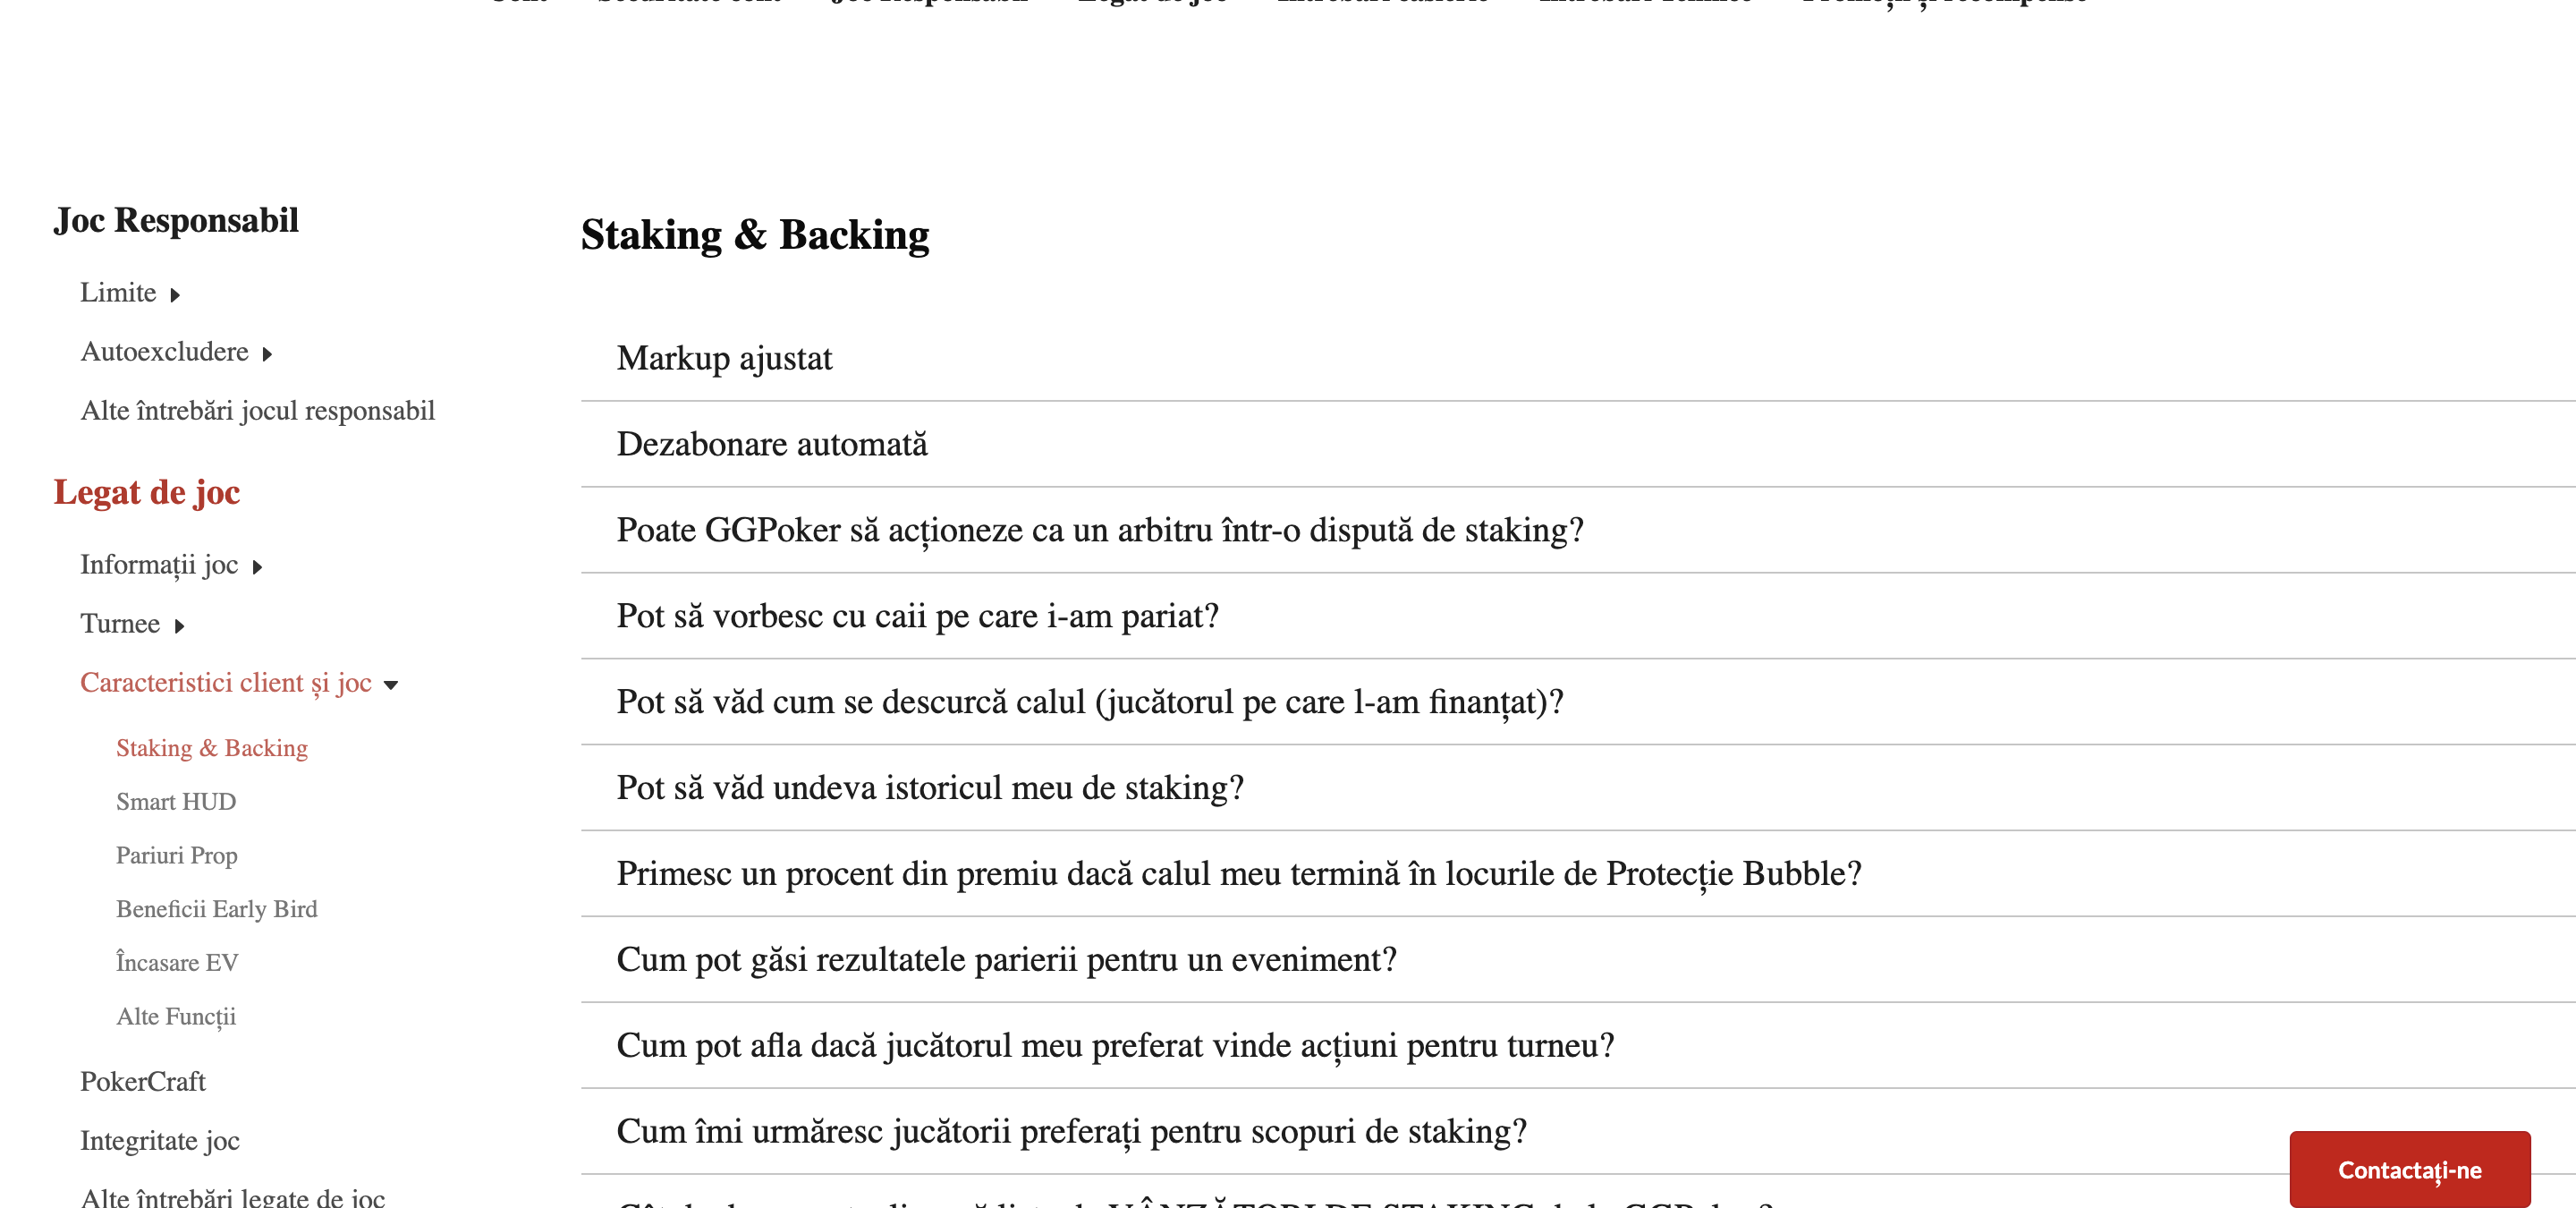 Joc Responsabil
Limite
Autoexcludere
Alte întrebări jocul responsabil
Legat de joc
Informații joc
Turnee
Caracteristici client și joc
Staking & Backing
Smart HUD
Pariuri Prop
Beneficii Early Bird
Încasare EV
Alte Funcții
PokerCraft
Integritate joc
Alte întrebări legate de joc
Staking & Backing
Markup ajustat
Dezabonare automată
Poate GGPoker să acționeze ca un arbitru într-o dispută de staking?
Pot să vorbesc cu caii pe care i-am pariat?
Pot să văd cum se descurcă calul (jucătorul pe care l-am finanțat)?
Pot să văd undeva istoricul meu de staking?
Primesc un procent din premiu dacă calul meu termină în locurile de Protecție Bubble?
Cum pot găsi rezultatele parierii pentru un eveniment?
Cum pot afla dacă jucătorul meu preferat vinde acțiuni pentru turneu?
Cum îmi urmăresc jucătorii preferați pentru scopuri de staking?
VÂNZĂTORI DE STAKING
Contactați-ne